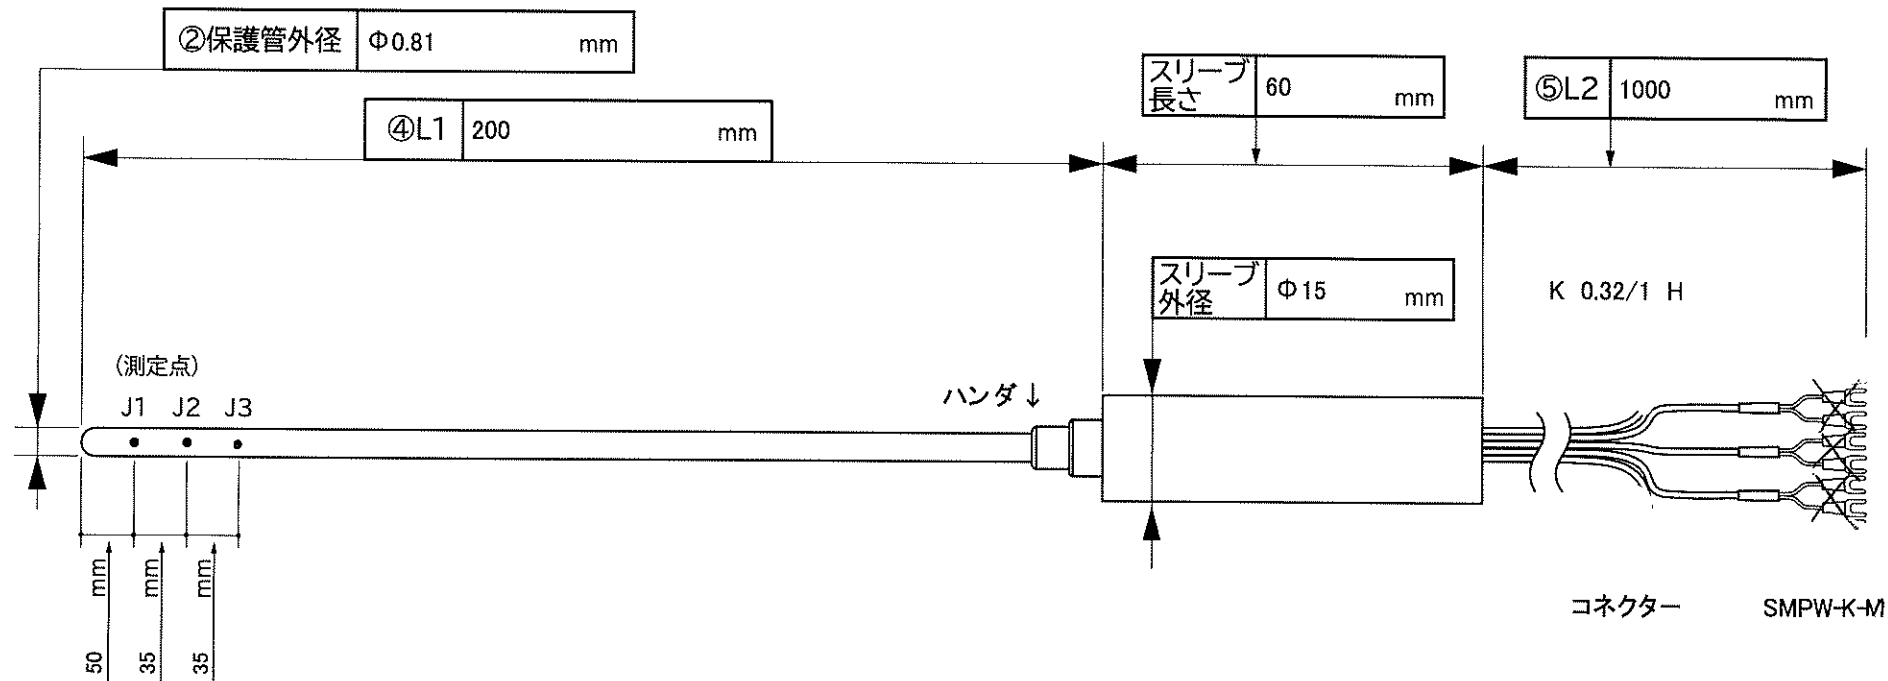 ②保護管外径 Φ0.81 mm
④L1 200 mm
スリーブ
長さ
60 mm
⑤L2 1000 mm
スリーブ
外径
Φ15 mm
K 0.32/1 H
(測定点)
J1 J2 J3
ハンダ↓
50 mm
35 mm
35 mm
コネクター SMPW-K-M